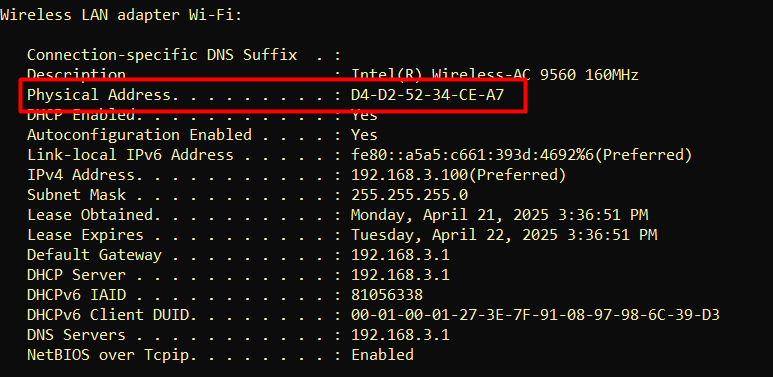 Wireless LAN adapter Wi-Fi:
Connection-specific DNS Suffix  . :
Description . . . . . . . . . . . : Intel(R) Wireless-AC 9560 160MHz
Physical Address. . . . . . . . . : D4-D2-52-34-CE-A7
DHCP Enabled. . . . . . . . . . . : Yes
Autoconfiguration Enabled . . . . : Yes
Link-local IPv6 Address . . . . . : fe80::a5a5:c661:393d:4692%6(Preferred)
IPv4 Address. . . . . . . . . . . : 192.168.3.100(Preferred)
Subnet Mask . . . . . . . . . . . : 255.255.255.0
Lease Obtained. . . . . . . . . . : Monday, April 21, 2025 3:36:51 PM
Lease Expires . . . . . . . . . . : Tuesday, April 22, 2025 3:36:51 PM
Default Gateway . . . . . . . . . : 192.168.3.1
DHCP Server . . . . . . . . . . . : 192.168.3.1
DHCPv6 IAID . . . . . . . . . . . : 81056338
DHCPv6 Client DUID. . . . . . . . : 00-01-00-01-27-3E-7F-91-08-97-98-6C-39-D3
DNS Servers . . . . . . . . . . . : 192.168.3.1
NetBIOS over Tcpip. . . . . . . . : Enabled